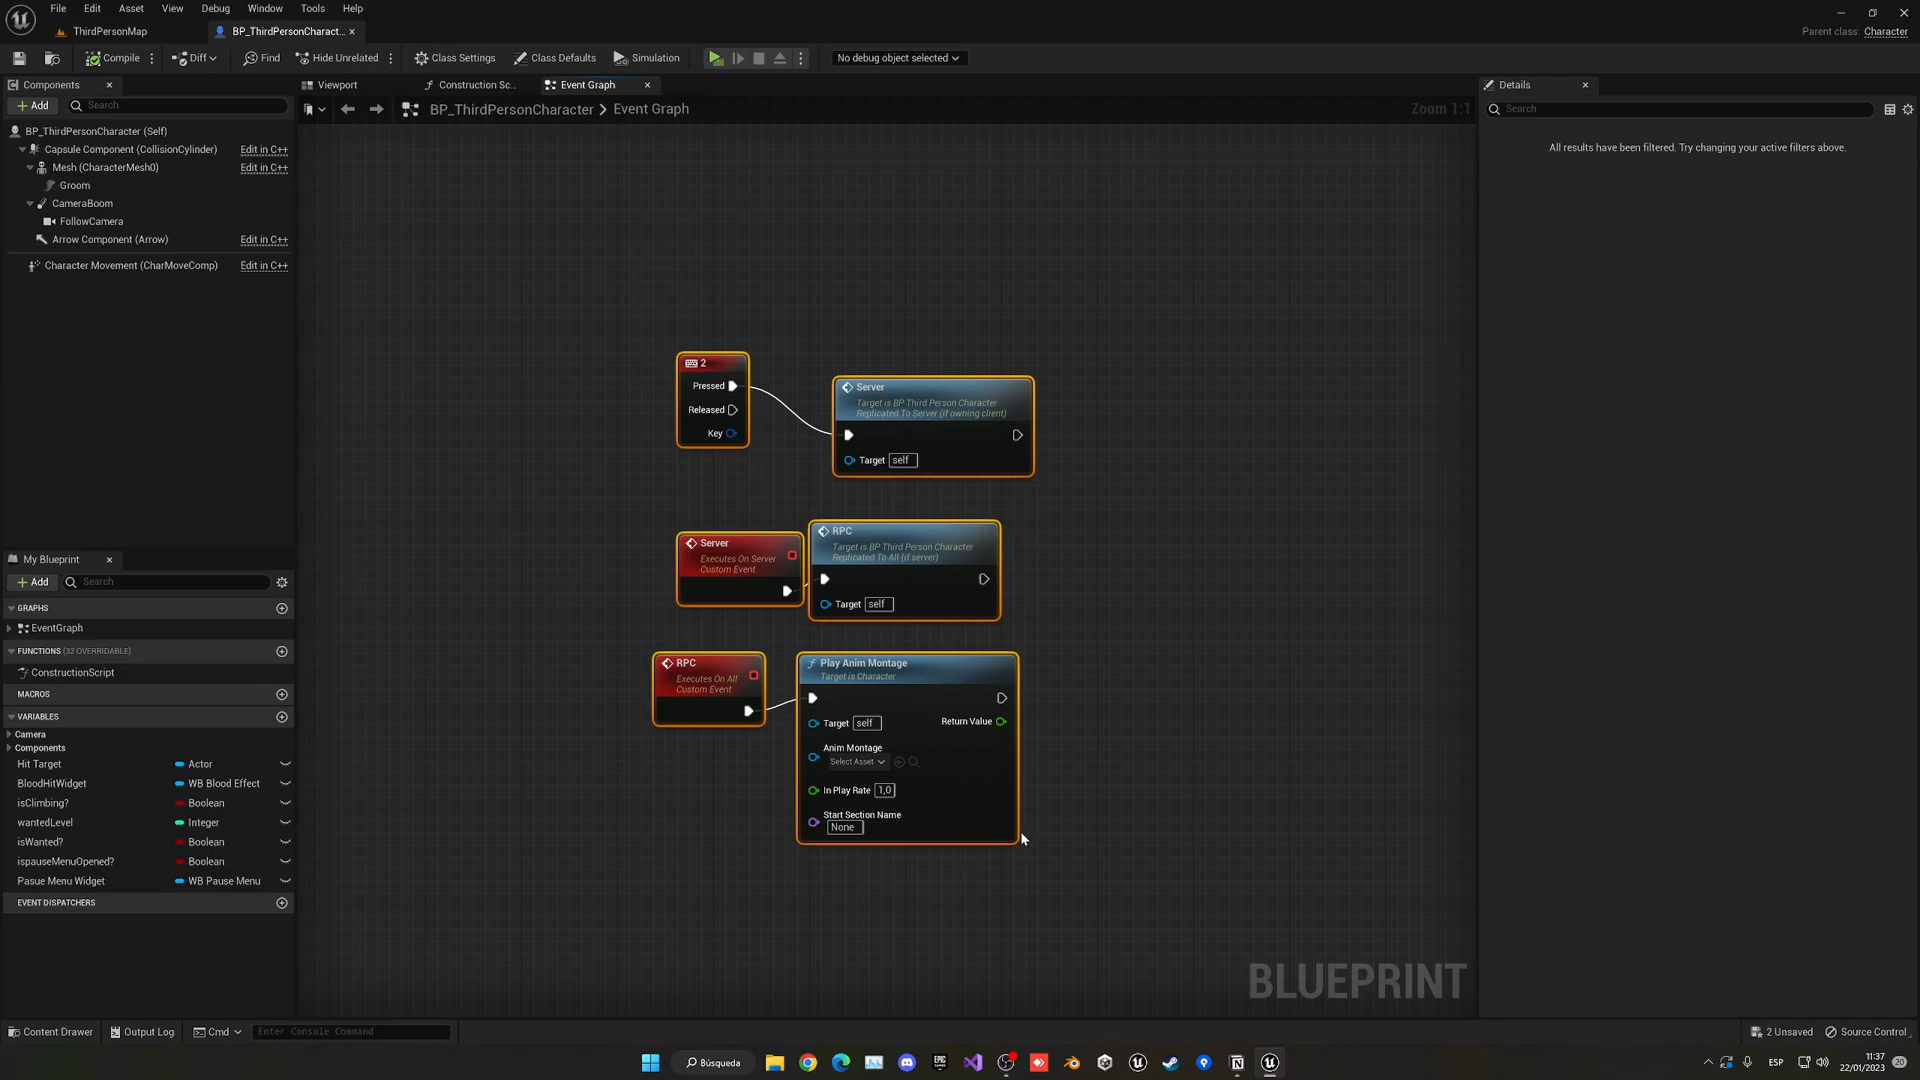 File Edit Asset View Debug Window Tools Help
ThirdPersonMap
BP_ThirdPersonCharact...
Parent class: Character
Compile Diff Find Hide Unrelated Class Settings Class Defaults Simulation No debug object selected
Components
Viewport
Construction Sc...
Event Graph
Details
Add Search
BP_ThirdPersonCharacter > Event Graph
Zoom 1:1
Search
All results have been filtered. Try changing your active filters above.
BP_ThirdPersonCharacter (Self)
Capsule Component (CollisionCylinder) Edit in C++
Mesh (CharacterMesh0) Edit in C++
Groom
CameraBoom
FollowCamera
Arrow Component (Arrow) Edit in C++
Character Movement (CharMoveComp) Edit in C++
2
Pressed
Released
Key
Server
Target is BP Third Person Character
Replicated To Server (if owning client)
Target self
Server
Executes On Server
Custom Event
RPC
Target is BP Third Person Character
Replicated To All (if server)
Target self
RPC
Executes On All
Custom Event
Play Anim Montage
Target is Character
Target self
Return Value
Anim Montage
Select Asset
In Play Rate 1,0
Start Section Name
None
BLUEPRINT
My Blueprint
Add Search
GRAPHS
EventGraph
FUNCTIONS (32 OVERRIDABLE)
ConstructionScript
MACROS
VARIABLES
Camera
Components
Hit Target Actor
BloodHitWidget WB Blood Effect
isClimbing? Boolean
wantedLevel Integer
isWanted? Boolean
ispauseMenuOpened? Boolean
Pasue Menu Widget WB Pause Menu
EVENT DISPATCHERS
Content Drawer Output Log Cmd Enter Console Command
2 Unsaved Source Control
Búsqueda
EPIC
ESP
11:37
22/01/2023
20